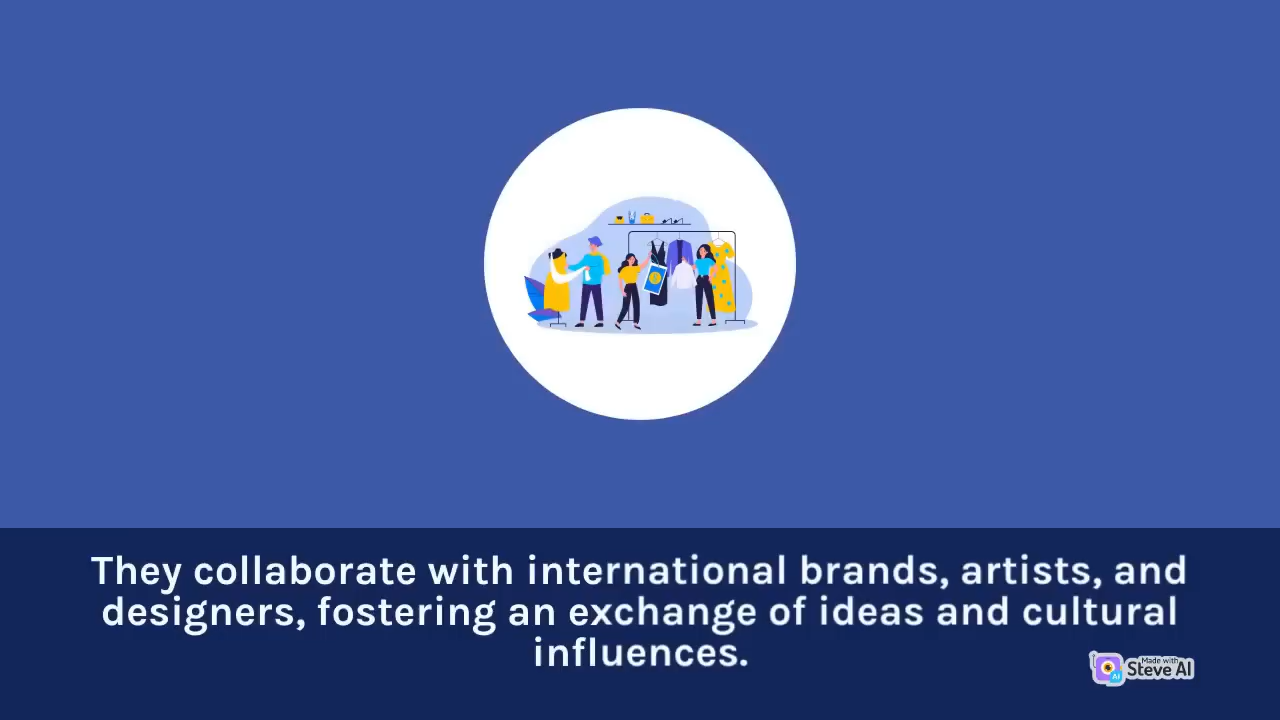 They collaborate with international brands, artists, and
designers, fostering an exchange of ideas and cultural
influences.
Made with
Steve AI
AI